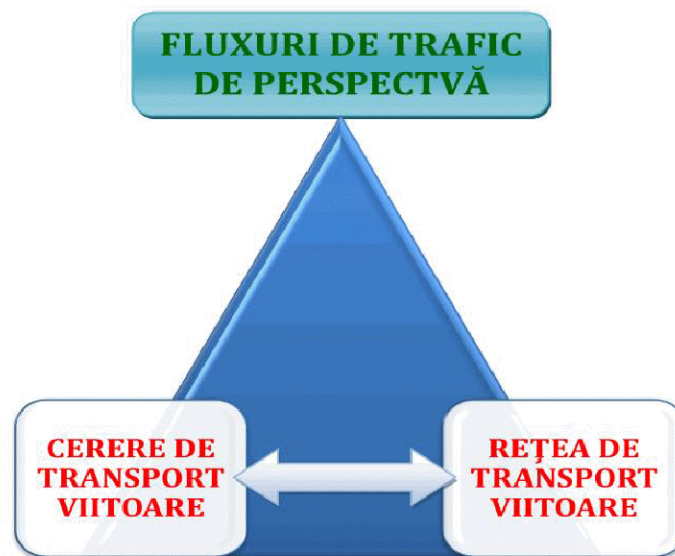 FLUXURI DE TRAFIC
DE PERSPECTVĂ
CERERE DE
TRANSPORT
VIITOARE
REŢEA DE
TRANSPORT
VIITOARE